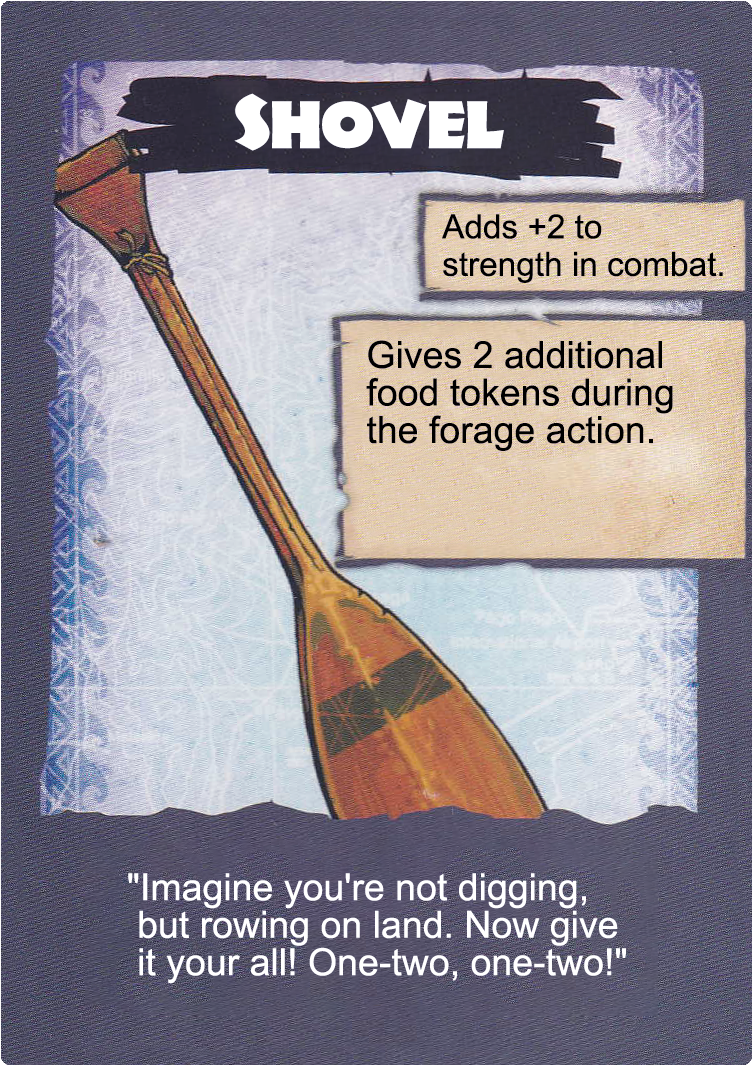 SHOVEL
Adds +2 to
strength in combat.
Gives 2 additional
food tokens during
the forage action.
"Imagine you're not digging,
but rowing on land. Now give
it your all! One-two, one-two!"